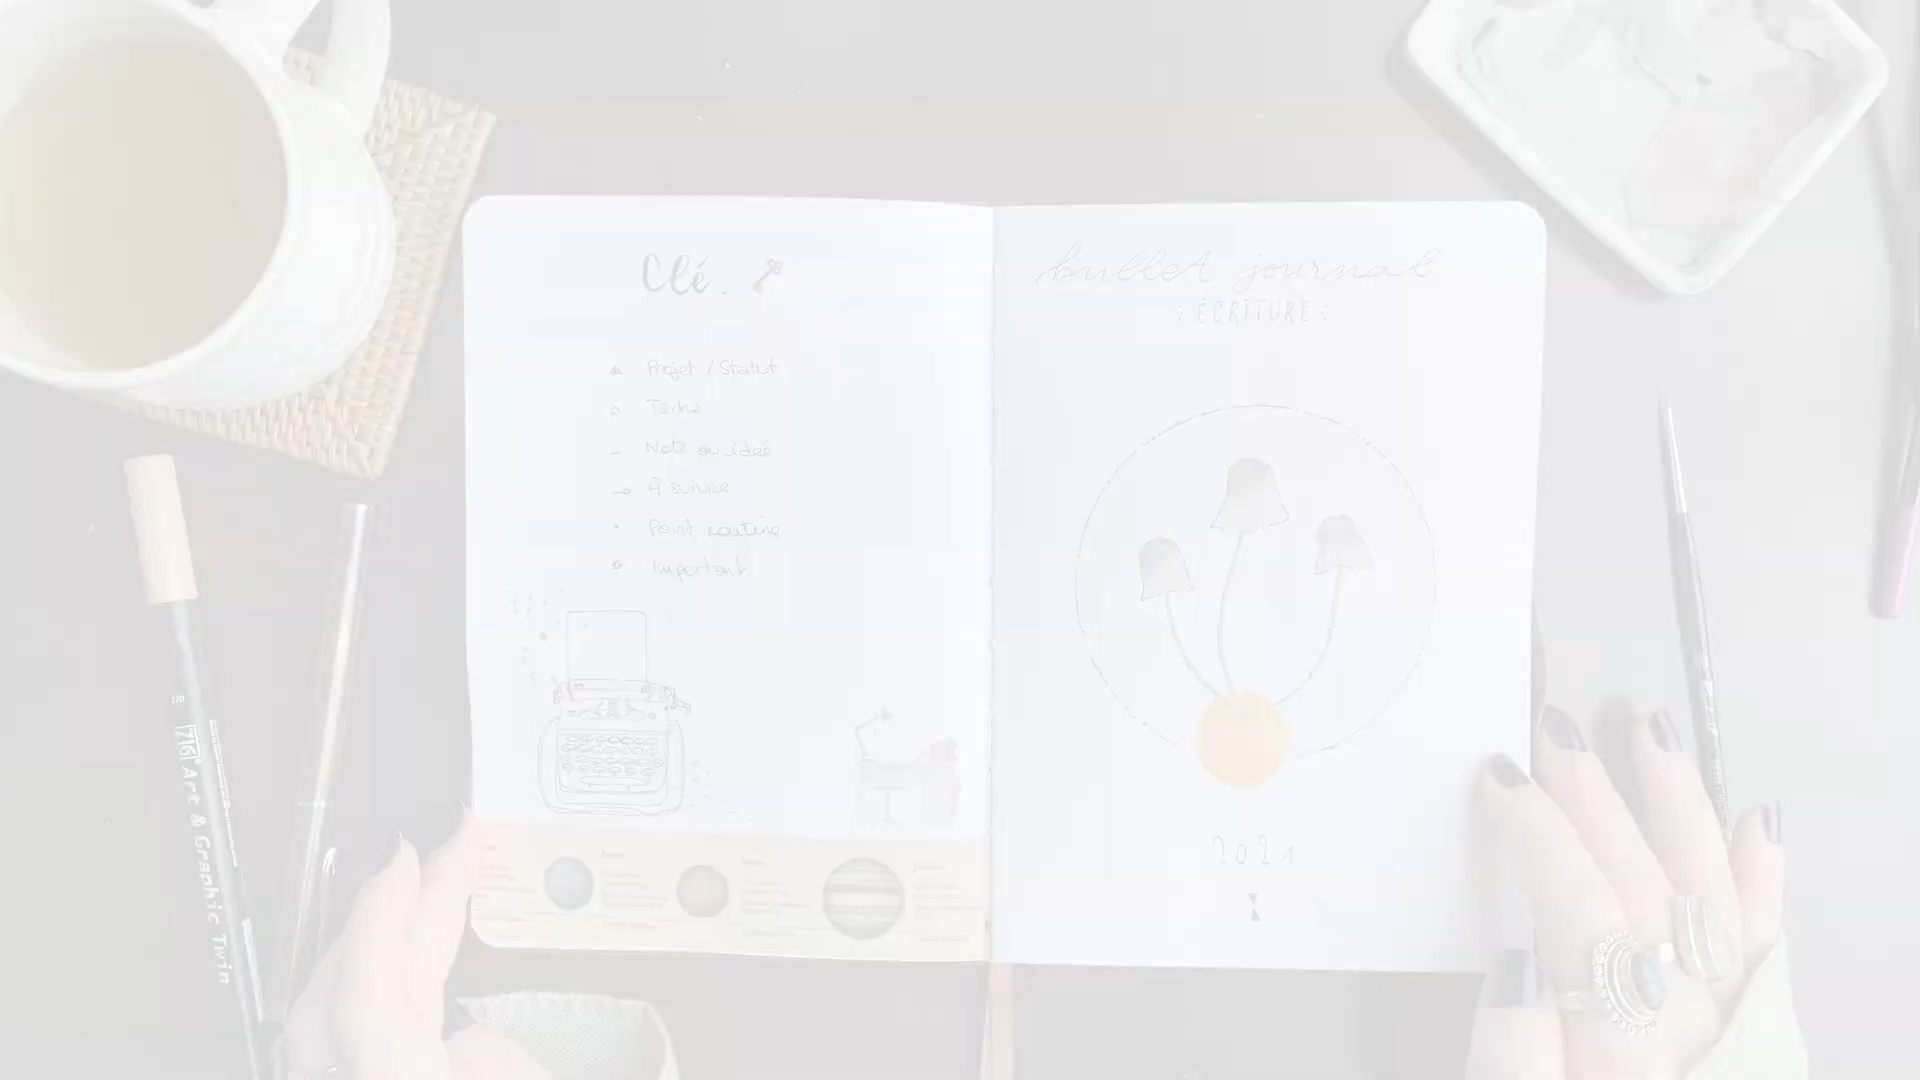 Clé.
Projet / Statut
Tâche
Note ou idée
À suivre
Point routine
Important
bullet journal
ÉCRITURE
2021
ZIG Art & Graphic Twin